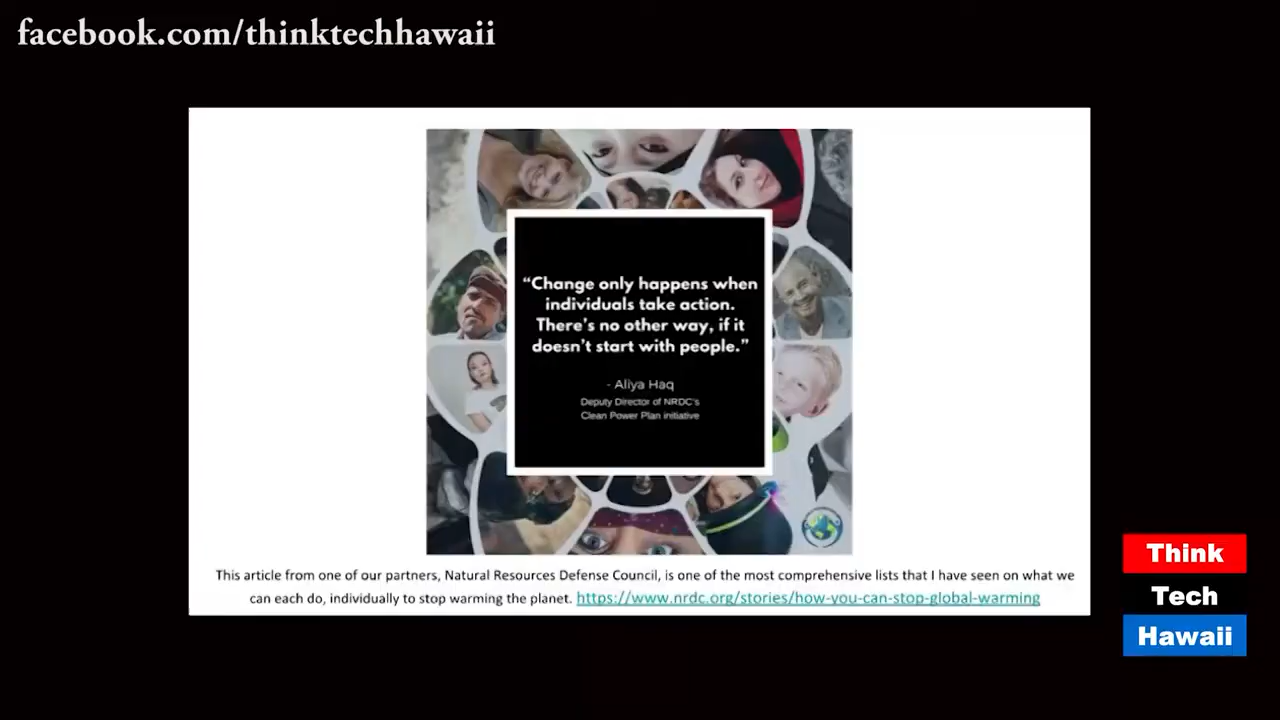 facebook.com/thinktechhawaii
“Change only happens when
individuals take action.
There’s no other way, if it
doesn’t start with people.”
- Aliya Haq
Deputy Director of NRDC's
Clean Power Plan initiative
This article from one of our partners, Natural Resources Defense Council, is one of the most comprehensive lists that I have seen on what we
can each do, individually to stop warming the planet. https://www.nrdc.org/stories/how-you-can-stop-global-warming
Think
Tech
Hawaii